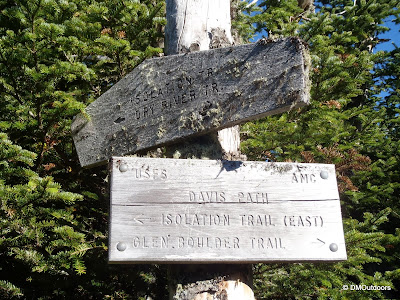 ← ISOLATION TR
← DRY RIVER TR
USFS AMC
DAVIS PATH
← ISOLATION TRAIL (EAST)
GLEN BOULDER TRAIL →
© DMOutdoors